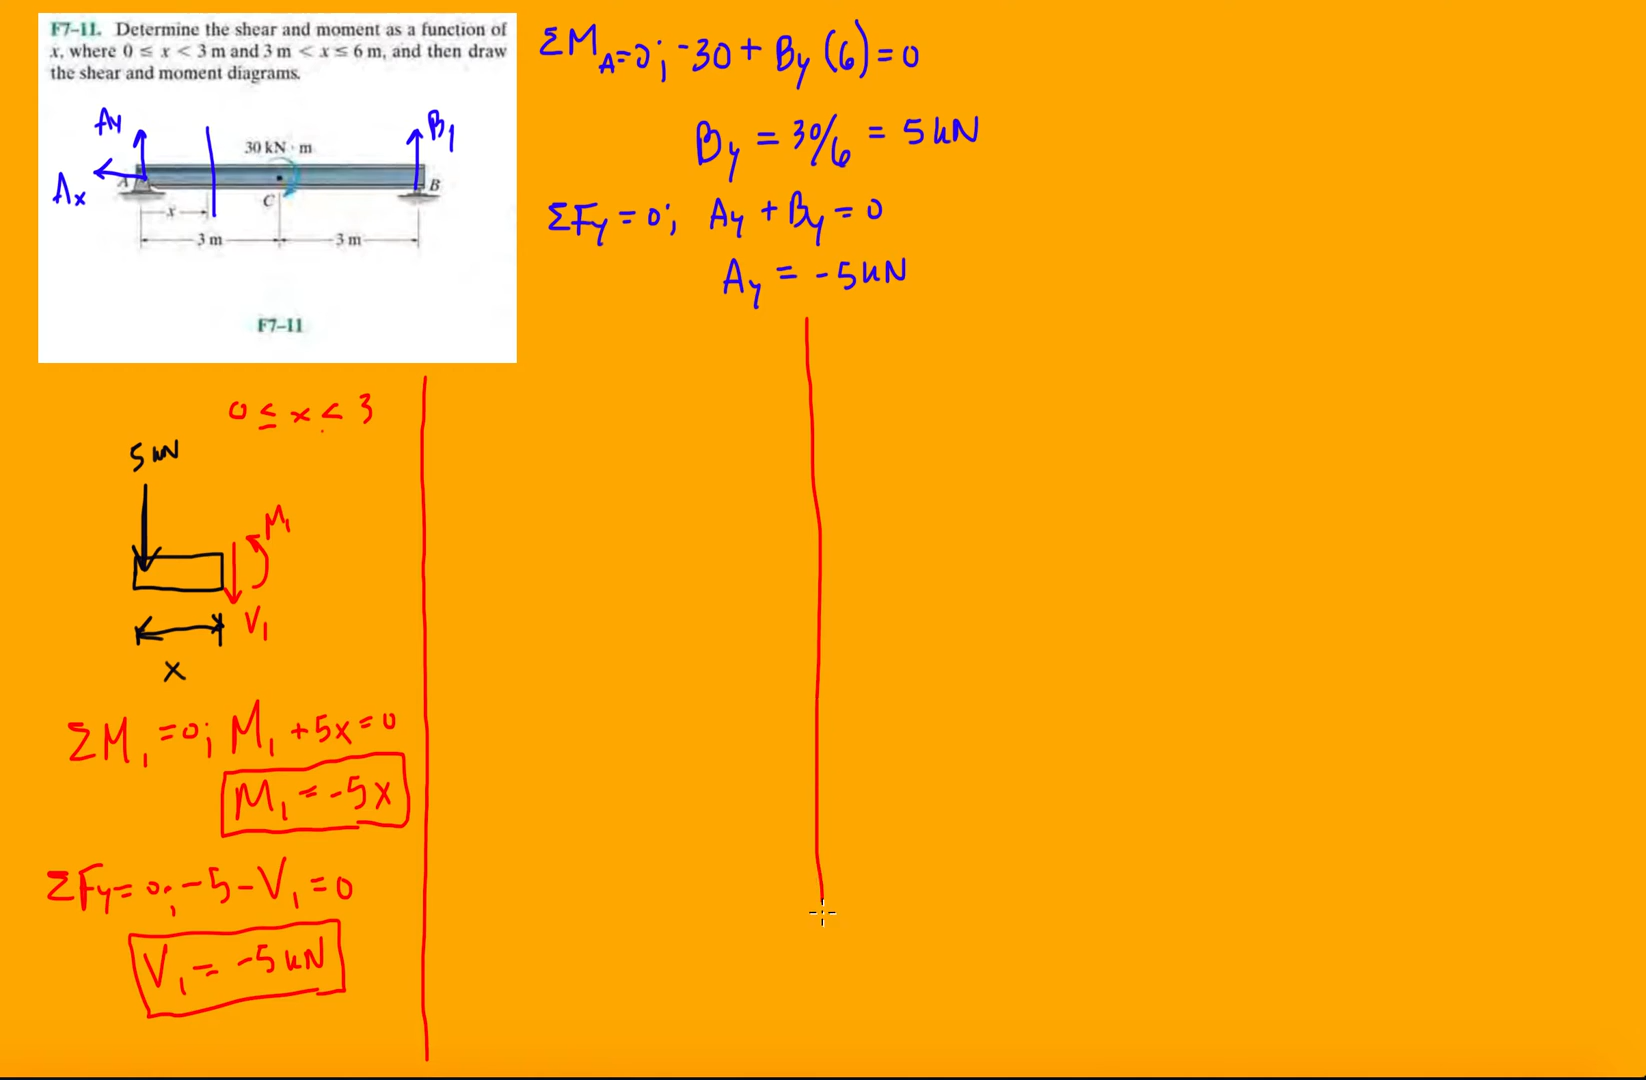 F7–11. Determine the shear and moment as a function of
x, where 0 ≤ x < 3 m and 3 m < x ≤ 6 m, and then draw
the shear and moment diagrams.
Ay
By
30 kN · m
Ax
A
B
C
x
3 m
3 m
F7–11
ΣM_A=0; -30 + By (6) = 0
By = 30/6 = 5 kN
ΣFy = 0; Ay + By = 0
Ay = -5 kN
0 ≤ x < 3
5 kN
M₁
V₁
x
ΣM₁ = 0; M₁ + 5x = 0
M₁ = -5x
ΣFy = 0; -5 - V₁ = 0
V₁ = -5 kN